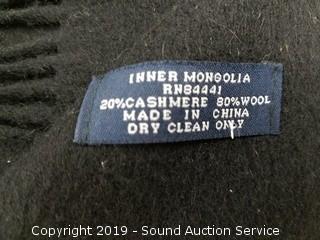 INNER MONGOLIA
RN84441
20%CASHMERE 80%WOOL
MADE IN CHINA
DRY CLEAN ONLY
Copyright 2019 - Sound Auction Service